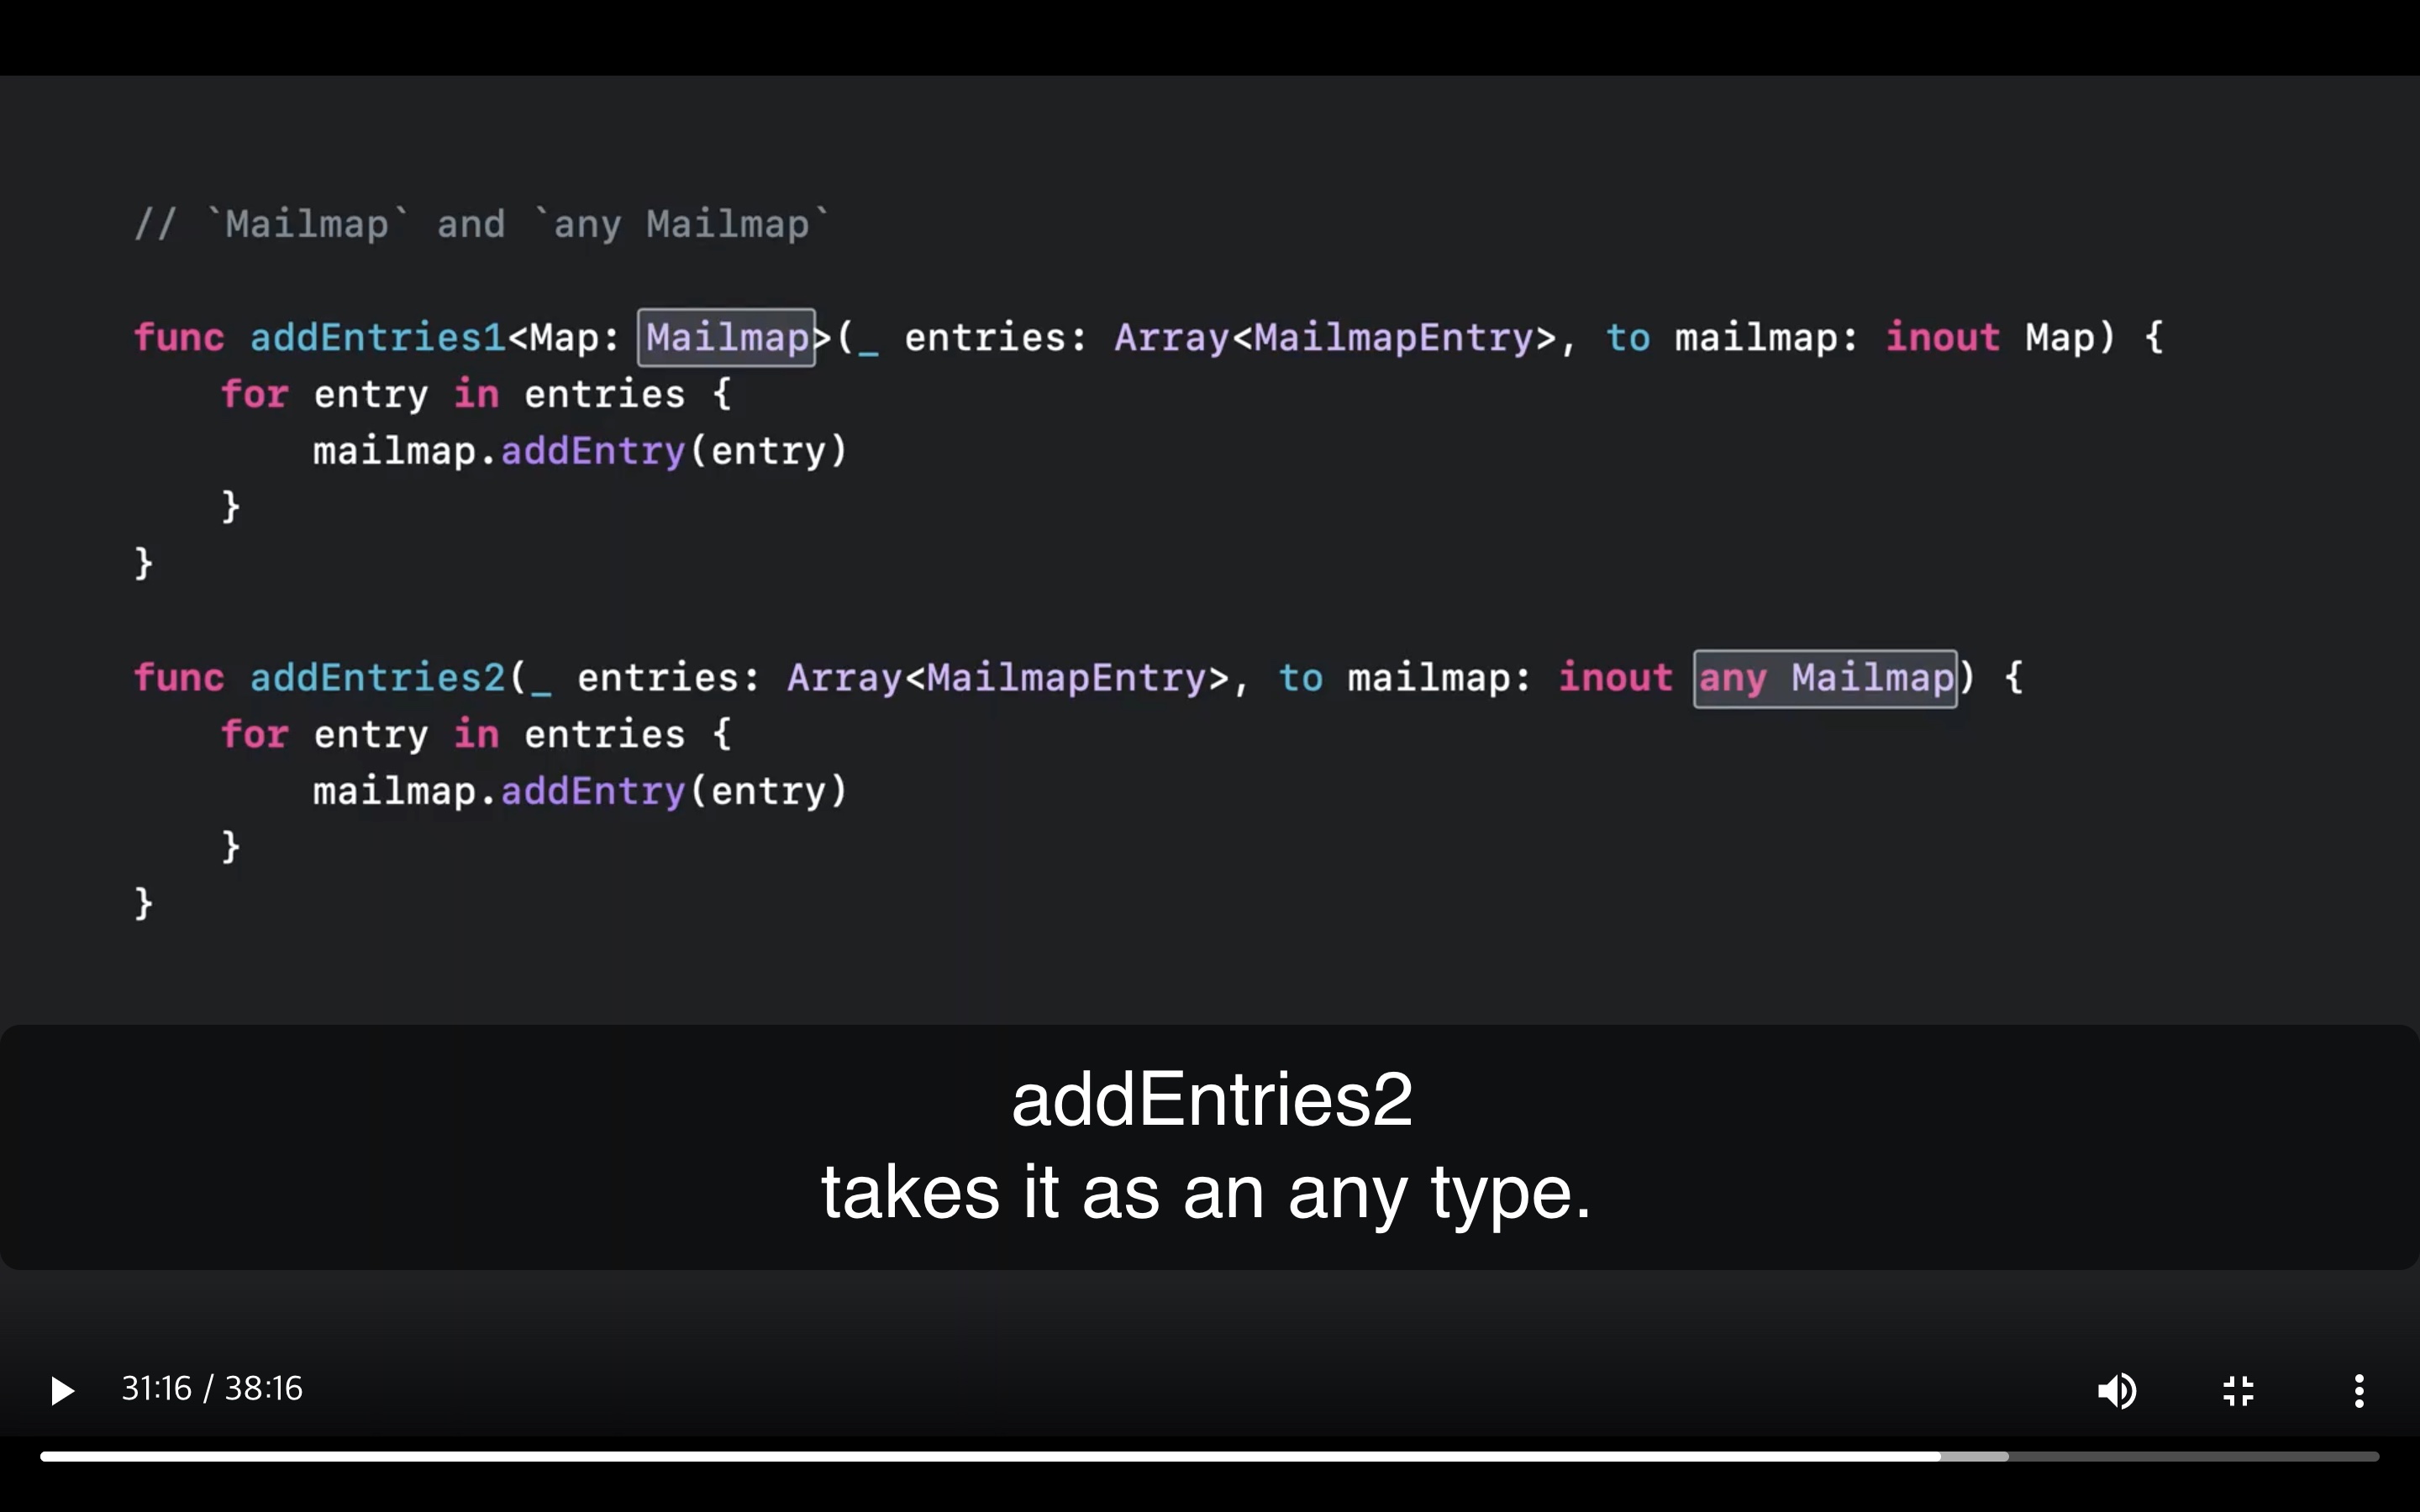 // `Mailmap` and `any Mailmap`
func addEntries1<Map: Mailmap>(_ entries: Array<MailmapEntry>, to mailmap: inout Map) {
    for entry in entries {
        mailmap.addEntry(entry)
    }
}
func addEntries2(_ entries: Array<MailmapEntry>, to mailmap: inout any Mailmap) {
    for entry in entries {
        mailmap.addEntry(entry)
    }
}
addEntries2
takes it as an any type.
31:16 / 38:16